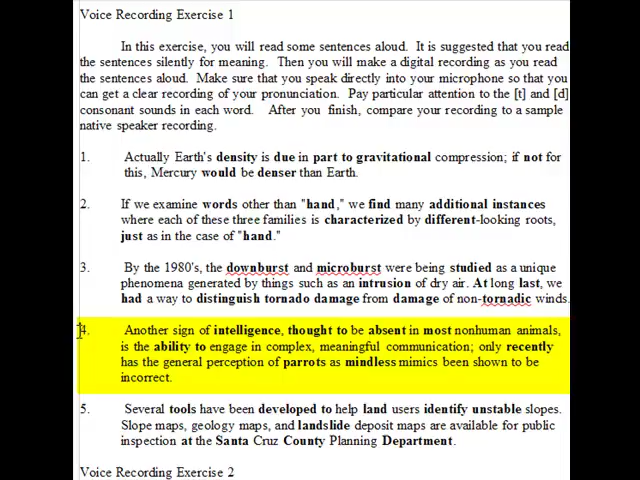 Voice Recording Exercise 1
In this exercise, you will read some sentences aloud. It is suggested that you read
the sentences silently for meaning. Then you will make a digital recording as you read
the sentences aloud. Make sure that you speak directly into your microphone so that you
can get a clear recording of your pronunciation. Pay particular attention to the [t] and [d]
consonant sounds in each word. After you finish, compare your recording to a sample
native speaker recording.
1. Actually Earth's density is due in part to gravitational compression; if not for
this, Mercury would be denser than Earth.
2. If we examine words other than "hand," we find many additional instances
where each of these three families is characterized by different-looking roots,
just as in the case of "hand."
3. By the 1980's, the downburst and microburst were being studied as a unique
phenomena generated by things such as an intrusion of dry air. At long last, we
had a way to distinguish tornado damage from damage of non-tornadic winds.
4. Another sign of intelligence, thought to be absent in most nonhuman animals,
is the ability to engage in complex, meaningful communication; only recently
has the general perception of parrots as mindless mimics been shown to be
incorrect.
5. Several tools have been developed to help land users identify unstable slopes.
Slope maps, geology maps, and landslide deposit maps are available for public
inspection at the Santa Cruz County Planning Department.
Voice Recording Exercise 2